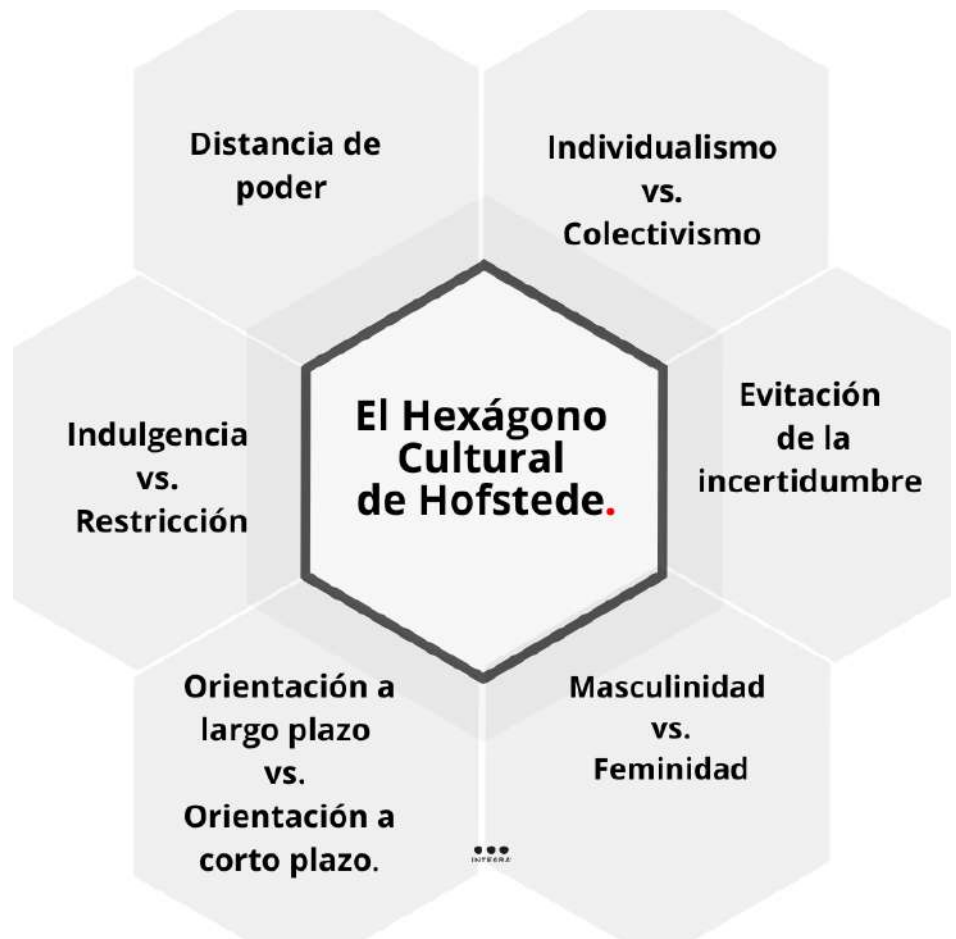 Distancia de
poder
Individualismo
vs.
Colectivismo
Evitación
de la
incertidumbre
Masculinidad
vs.
Feminidad
Orientación a
largo plazo
vs.
Orientación a
corto plazo.
Indulgencia
vs.
Restricción
El Hexágono
Cultural
de Hofstede.
INTEGRA